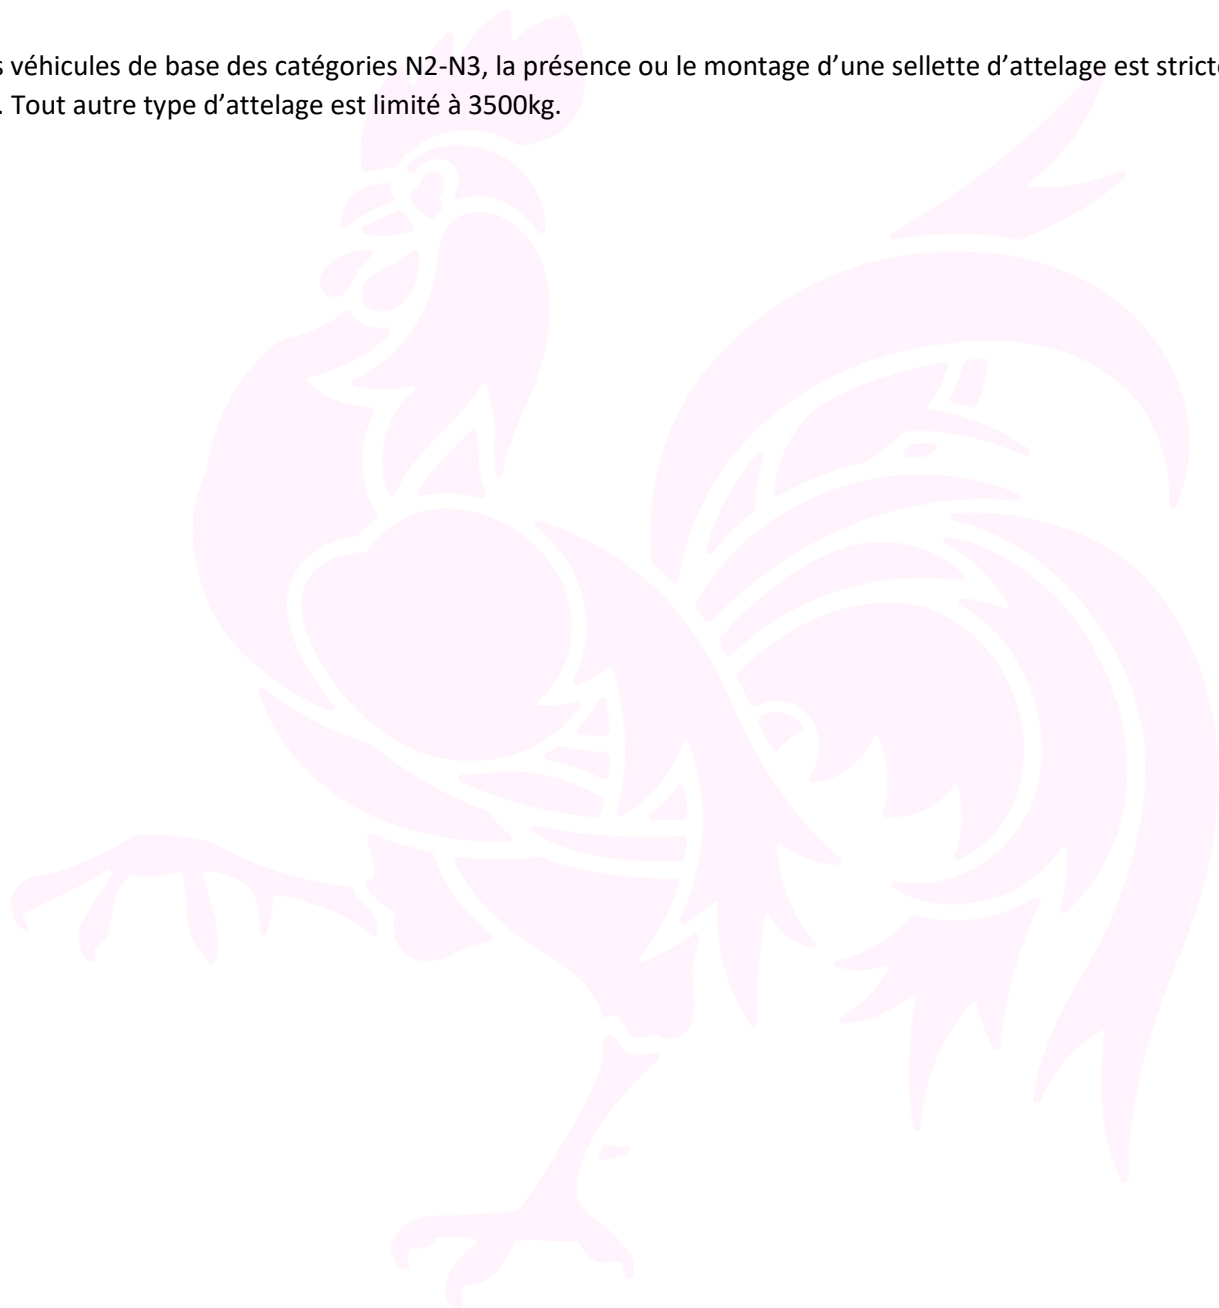 véhicules de base des catégories N2-N3, la présence ou le montage d’une sellette d’attelage est
. Tout autre type d’attelage est limité à 3500kg.